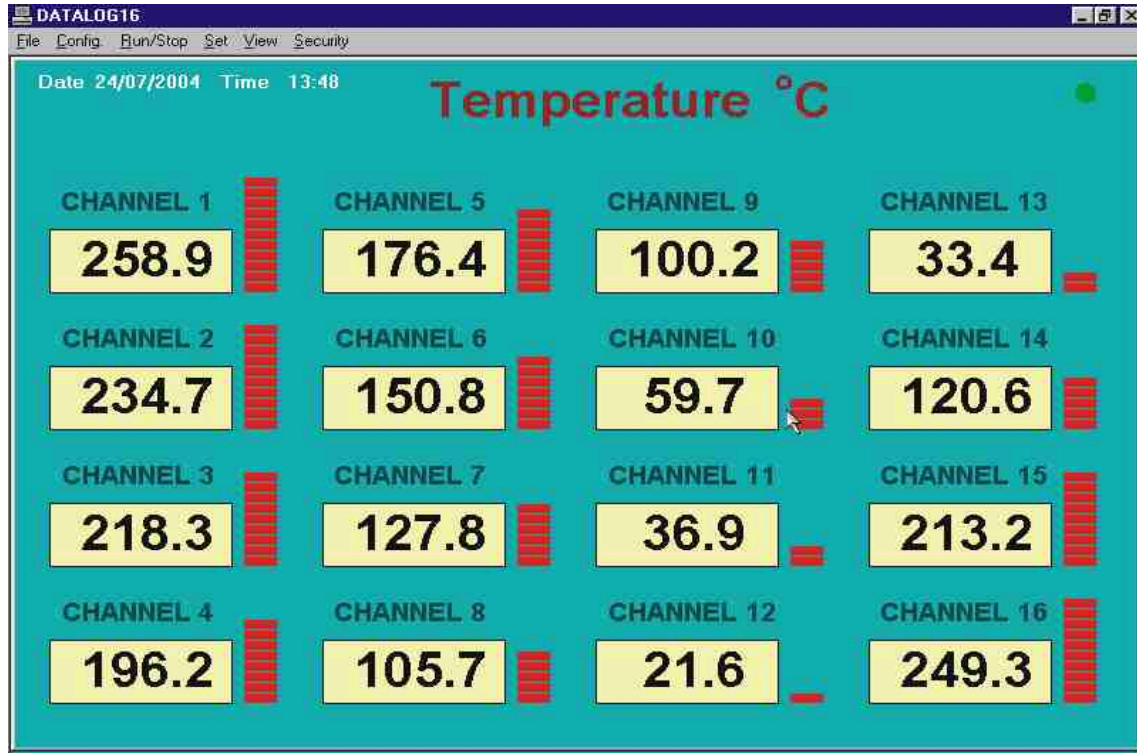 DATALOG16
File Config. Run/Stop Set View Security
Date 24/07/2004 Time 13:48
Temperature °C
CHANNEL 1 CHANNEL 5 CHANNEL 9 CHANNEL 13
258.9 176.4 100.2 33.4
CHANNEL 2 CHANNEL 6 CHANNEL 10 CHANNEL 14
234.7 150.8 59.7 120.6
CHANNEL 3 CHANNEL 7 CHANNEL 11 CHANNEL 15
218.3 127.8 36.9 213.2
CHANNEL 4 CHANNEL 8 CHANNEL 12 CHANNEL 16
196.2 105.7 21.6 249.3